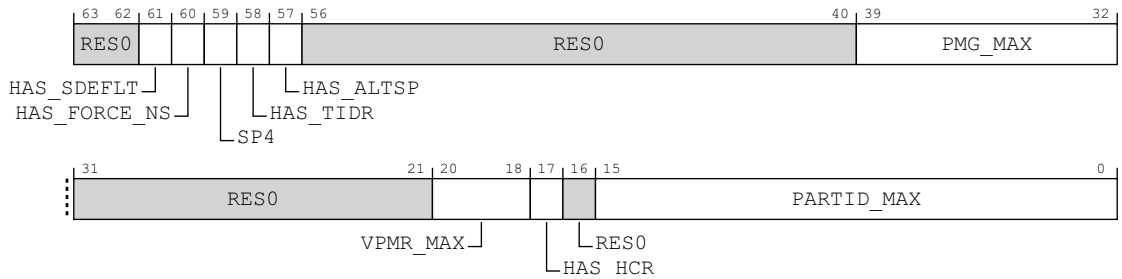 63 62 61 60 59 58 57 56 40 39 32
RES0 RES0 PMG_MAX
HAS_SDEFLT HAS_ALTSP
HAS_FORCE_NS HAS_TIDR
SP4
31 21 20 18 17 16 15 0
RES0 PARTID_MAX
VPMR_MAX RES0
HAS_HCR